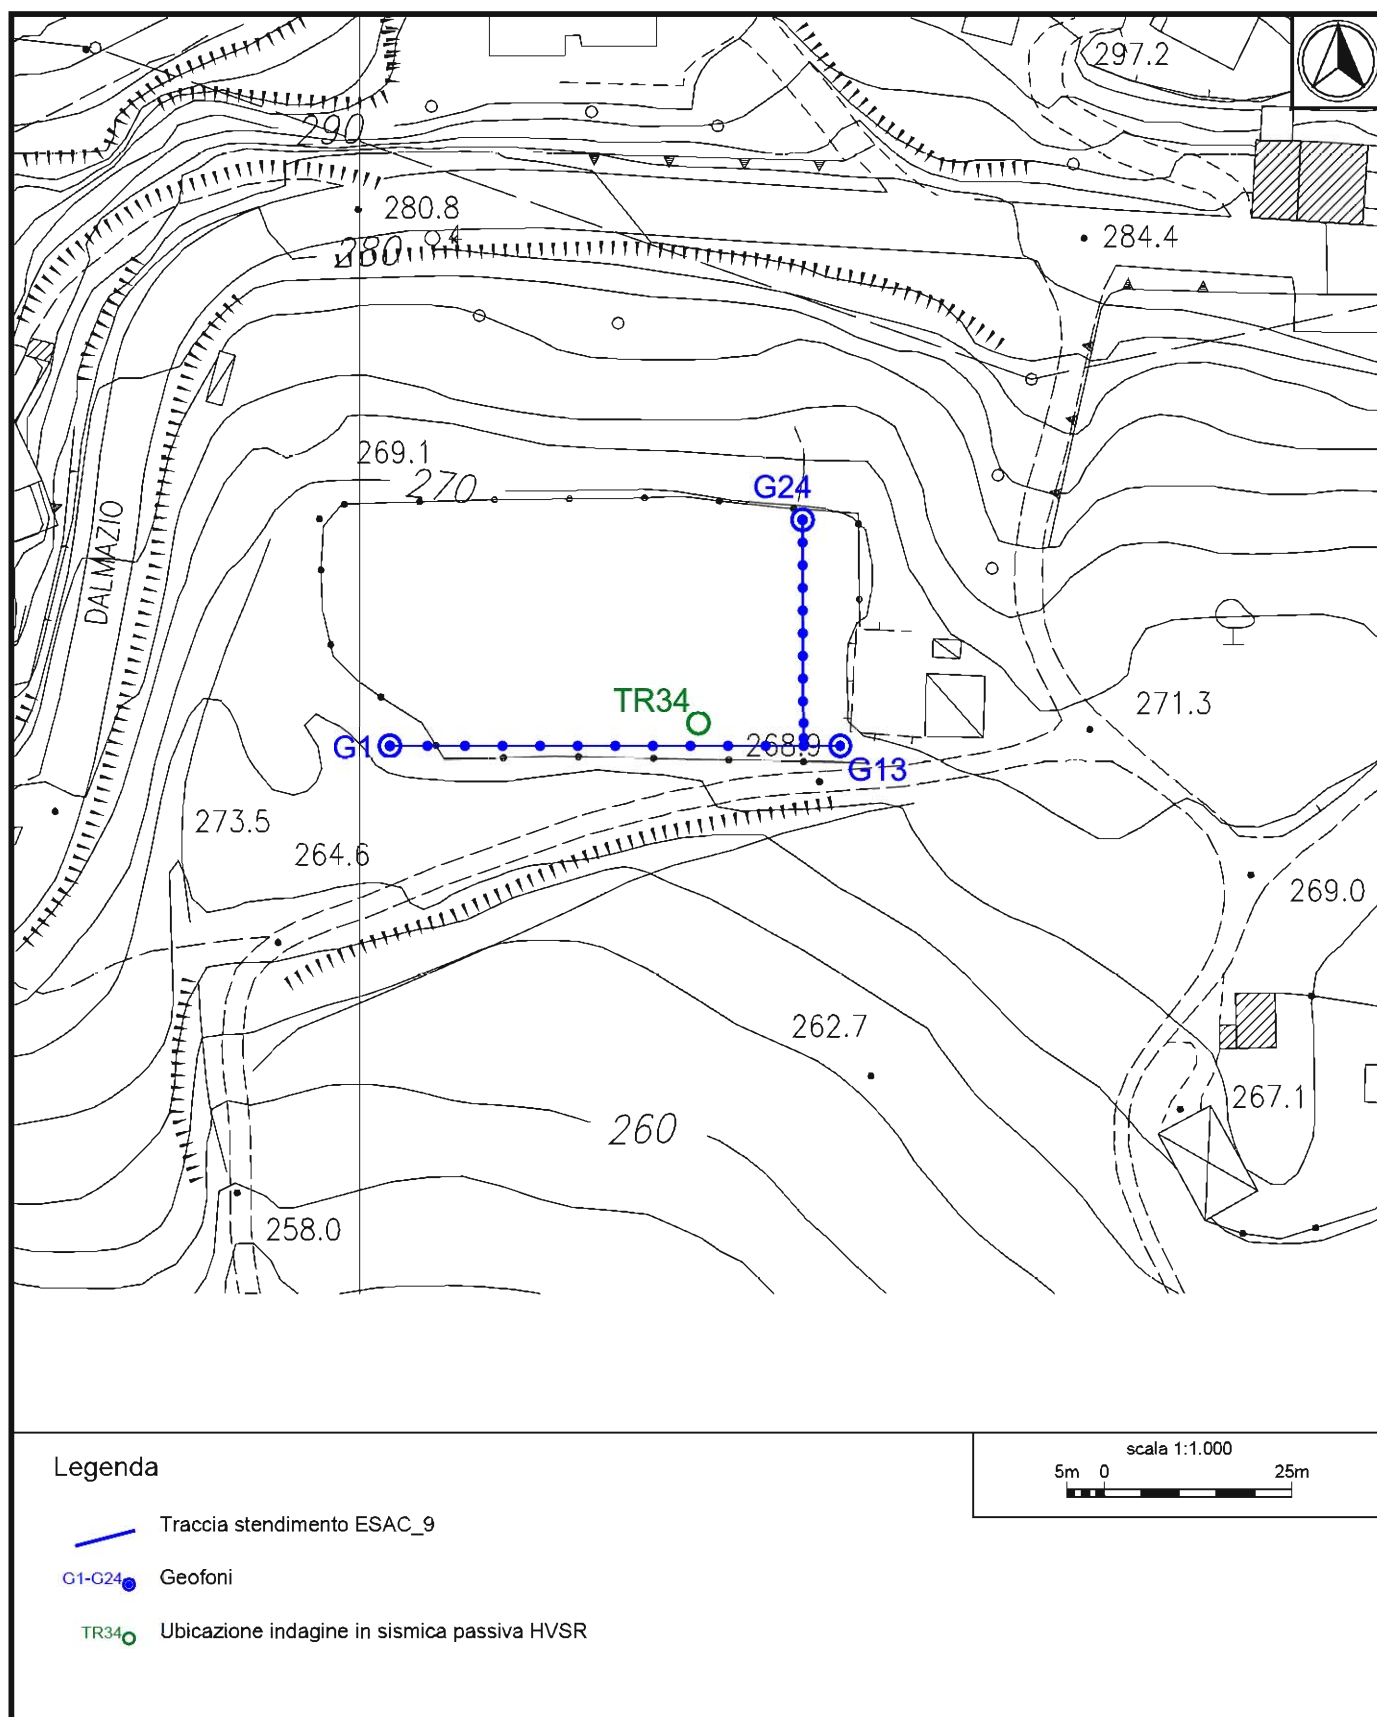 297.2
290
280.8
4
280
284.4
269.1
270
G24
DALMAZIO
TR34
271.3
G1
268.9
G13
273.5
264.6
269.0
262.7
267.1
260
258.0
Legenda
Traccia stendimento ESAC_9
G1-G24 Geofoni
TR34 Ubicazione indagine in sismica passiva HVSR
scala 1:1.000
5m 0 25m